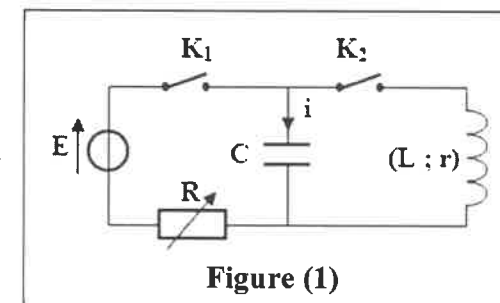 K₁ K₂
i
E C (L ; r)
R
Figure (1)